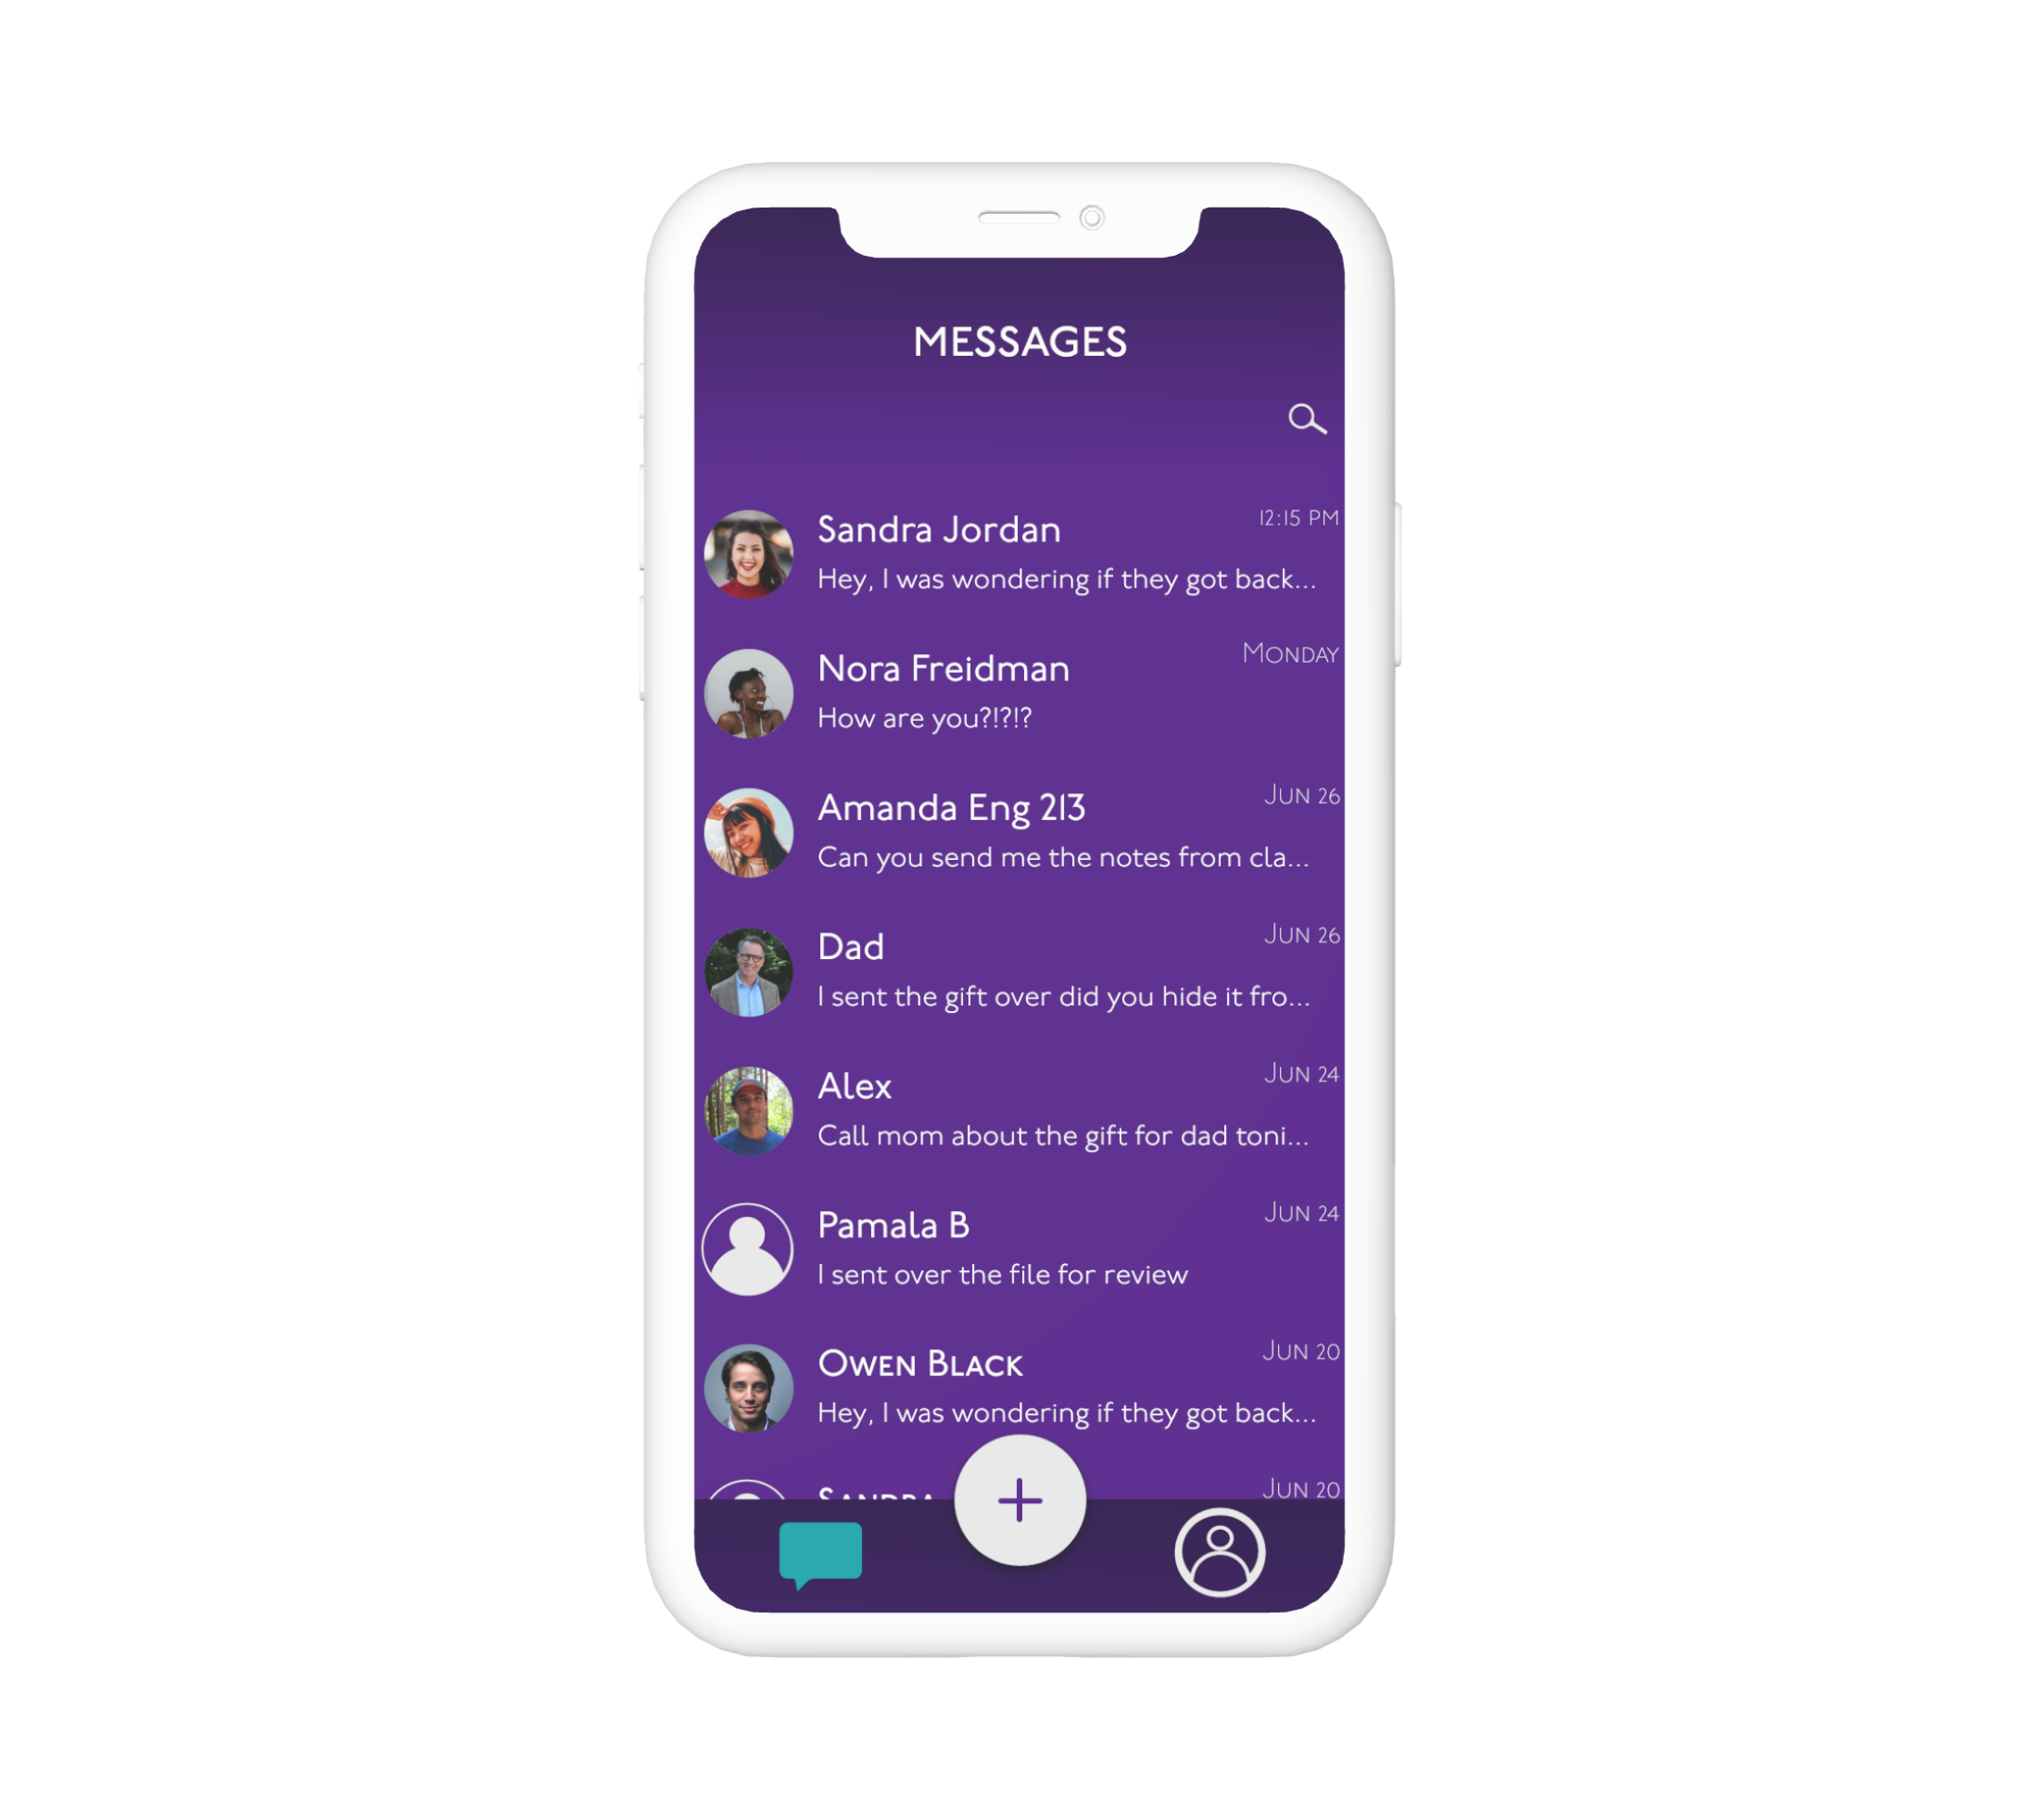 MESSAGES
Sandra Jordan
12:15 PM
Hey, I was wondering if they got back...
Nora Freidman
Monday
How are you?!?!?
Amanda Eng 213
Jun 26
Can you send me the notes from cla...
Dad
Jun 26
I sent the gift over did you hide it fro...
Alex
Jun 24
Call mom about the gift for dad toni...
Pamala B
Jun 24
I sent over the file for review
Owen Black
Jun 20
Hey, I was wondering if they got back...
Sandra
Jun 20